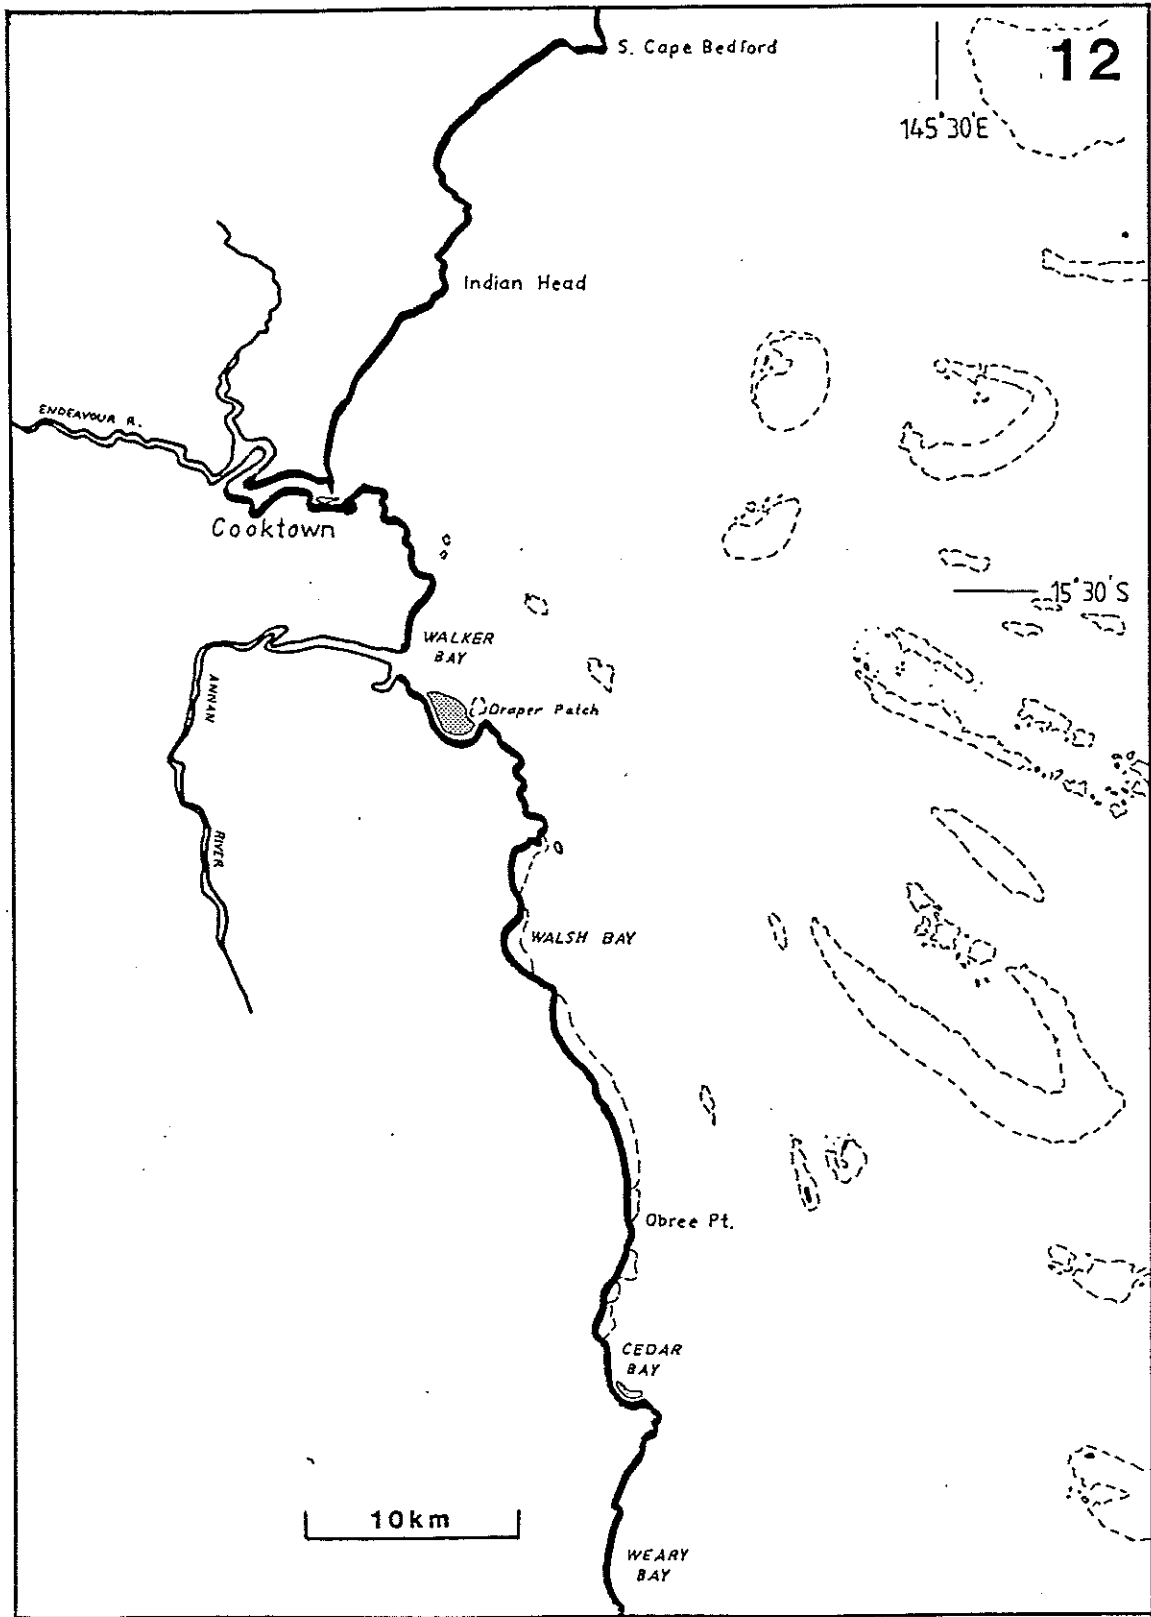 S. Cape Bedford
12
145°30'E
Indian Head
ENDEAVOUR R.
Cooktown
15°30'S
WALKER
BAY
ANNAN
Draper Patch
RIVER
WALSH BAY
Obree Pt.
CEDAR
BAY
10km
WEARY
BAY